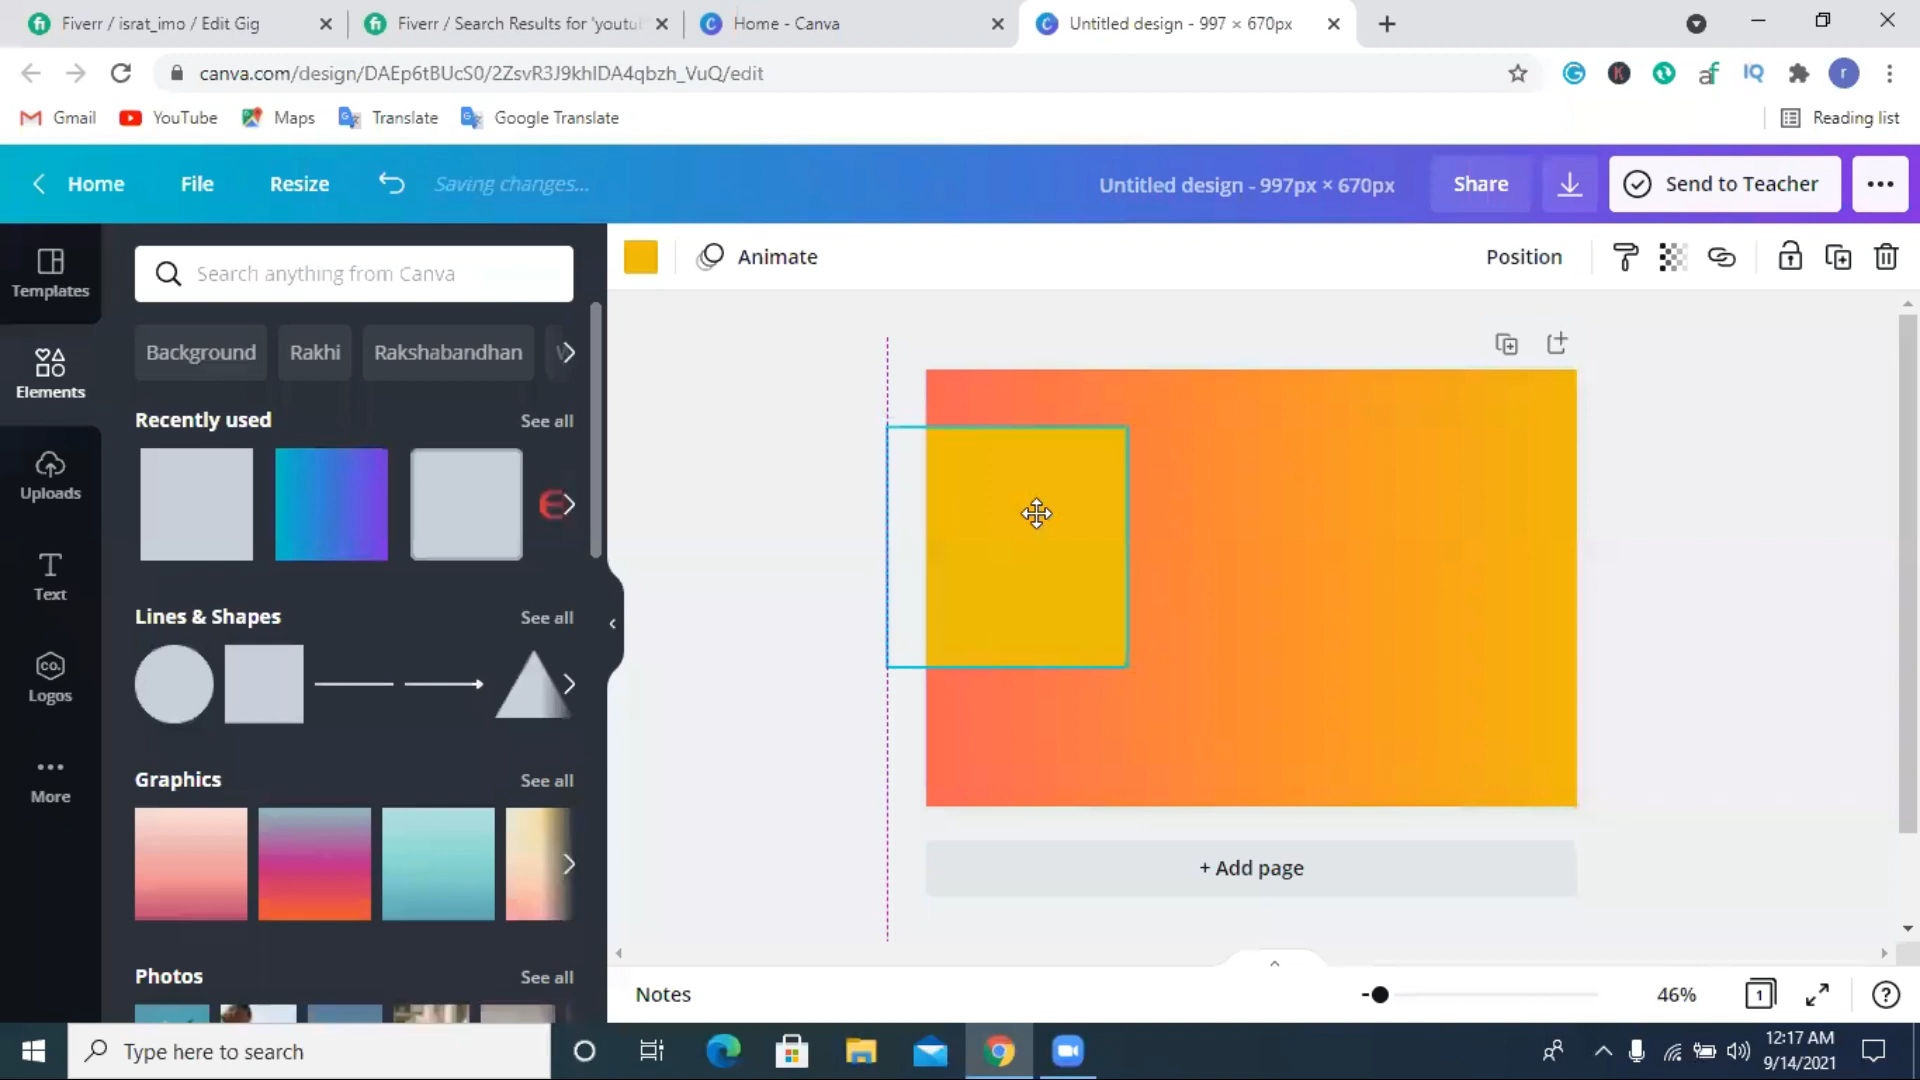 Fiverr / israt_imo / Edit Gig
Fiverr / Search Results for 'youtu
Home - Canva
Untitled design - 997 × 670px
canva.com/design/DAEp6tBUcS0/2ZsvR3J9khIDA4qbzh_VuQ/edit
Gmail
YouTube
Maps
Translate
Google Translate
Reading list
Home
File
Resize
Saving changes...
Untitled design - 997px × 670px
Share
Send to Teacher
Templates
Elements
Uploads
Text
CO.
Logos
More
Search anything from Canva
Background
Rakhi
Rakshabandhan
Recently used
See all
Lines & Shapes
See all
Graphics
See all
Photos
See all
Animate
Position
+ Add page
Notes
46%
1
Type here to search
12:17 AM
9/14/2021